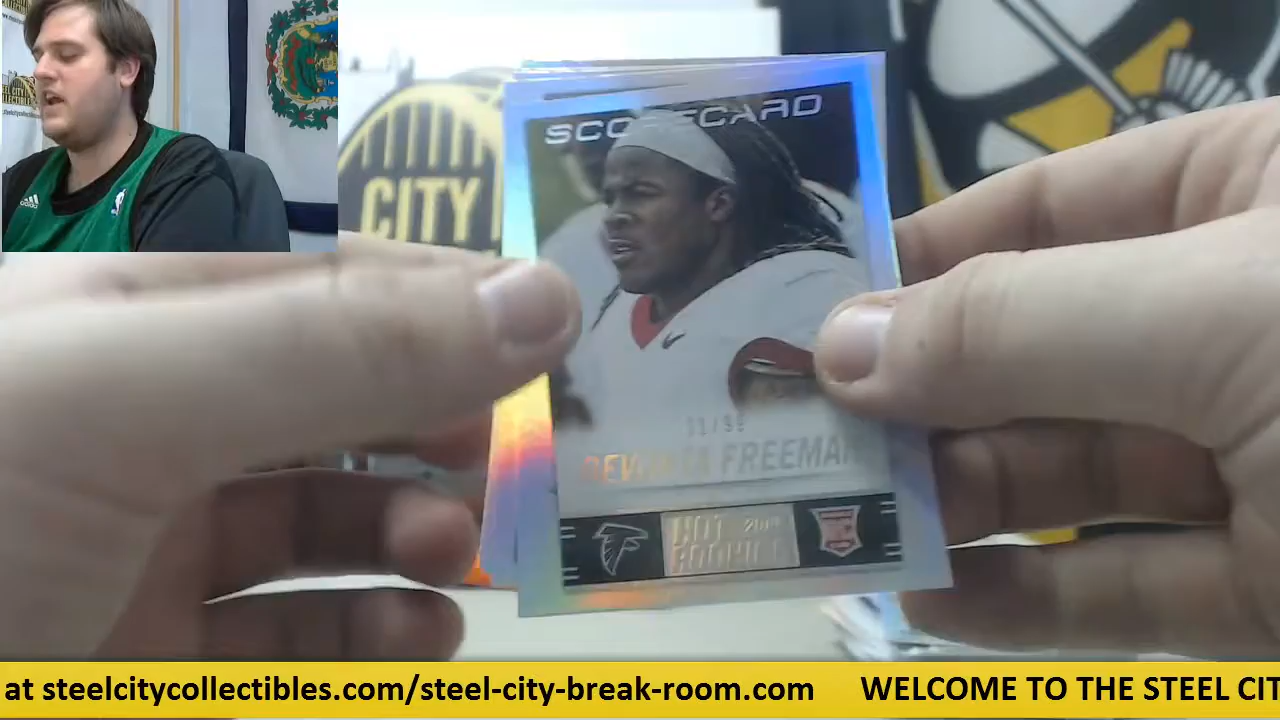 SCORECARD
CITY
DEVONTA FREEMAN
HOT
ROOKIES
at steelcitycollectibles.com/steel-city-break-room.com WELCOME TO THE STEEL CIT